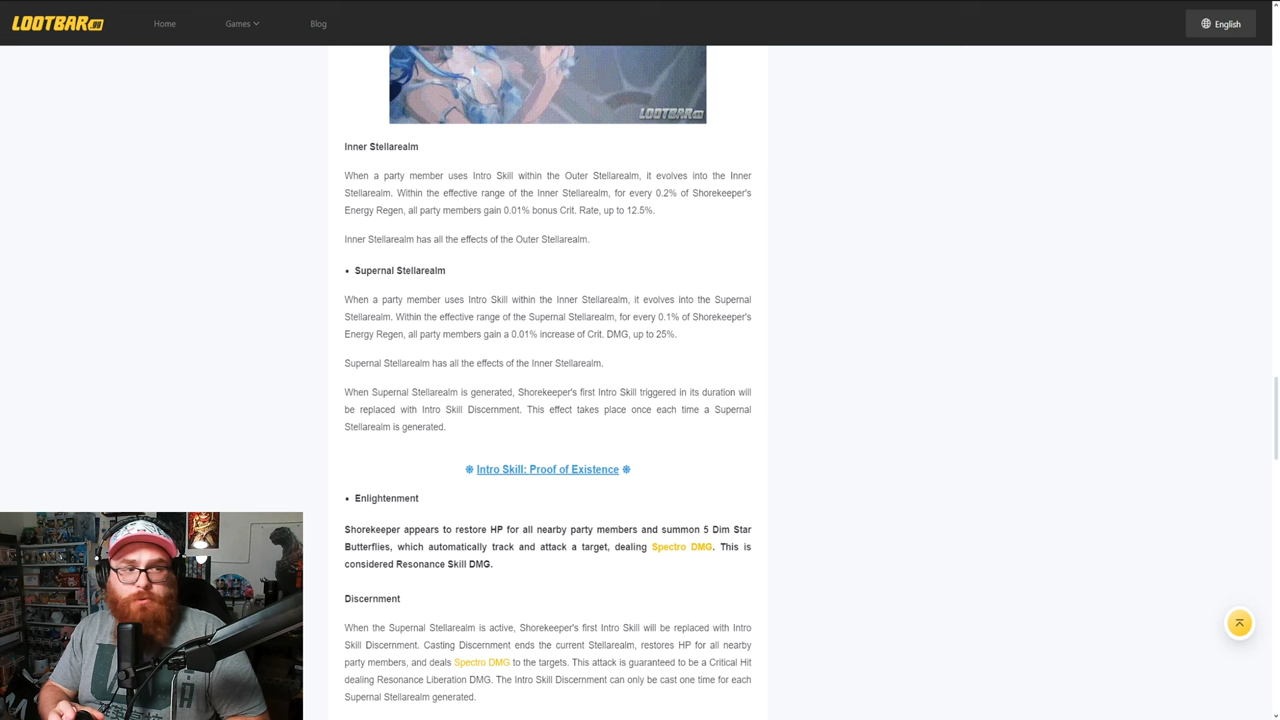 LOOTBAR.GG
Home
Games
Blog
English
LOOTBAR.GG
Inner Stellarealm
When a party member uses Intro Skill within the Outer Stellarealm, it evolves into the Inner
Stellarealm. Within the effective range of the Inner Stellarealm, for every 0.2% of Shorekeeper's
Energy Regen, all party members gain 0.01% bonus Crit. Rate, up to 12.5%.
Inner Stellarealm has all the effects of the Outer Stellarealm.
• Supernal Stellarealm
When a party member uses Intro Skill within the Inner Stellarealm, it evolves into the Supernal
Stellarealm. Within the effective range of the Supernal Stellarealm, for every 0.1% of Shorekeeper's
Energy Regen, all party members gain a 0.01% increase of Crit. DMG, up to 25%.
Supernal Stellarealm has all the effects of the Inner Stellarealm.
When Supernal Stellarealm is generated, Shorekeeper's first Intro Skill triggered in its duration will
be replaced with Intro Skill Discernment. This effect takes place once each time a Supernal
Stellarealm is generated.
❋ Intro Skill: Proof of Existence ❋
• Enlightenment
Shorekeeper appears to restore HP for all nearby party members and summon 5 Dim Star
Butterflies, which automatically track and attack a target, dealing Spectro DMG. This is
considered Resonance Skill DMG.
Discernment
When the Supernal Stellarealm is active, Shorekeeper's first Intro Skill will be replaced with Intro
Skill Discernment. Casting Discernment ends the current Stellarealm, restores HP for all nearby
party members, and deals Spectro DMG to the targets. This attack is guaranteed to be a Critical Hit
dealing Resonance Liberation DMG. The Intro Skill Discernment can only be cast one time for each
Supernal Stellarealm generated.